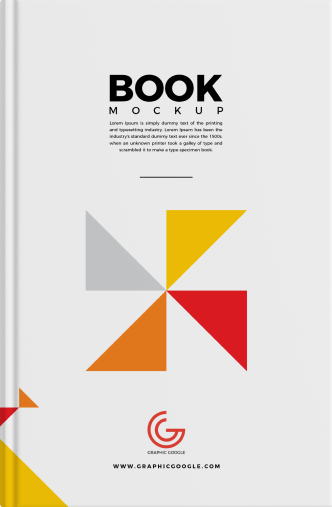 BOOK
MOCKUP
Lorem Ipsum is simply dummy text of the printing
and typesetting industry. Lorem Ipsum has been the
industry's standard dummy text ever since the 1500s,
when an unknown printer took a galley of type and
scrambled it to make a type specimen book.
GRAPHIC GOOGLE
WWW.GRAPHICGOOGLE.COM